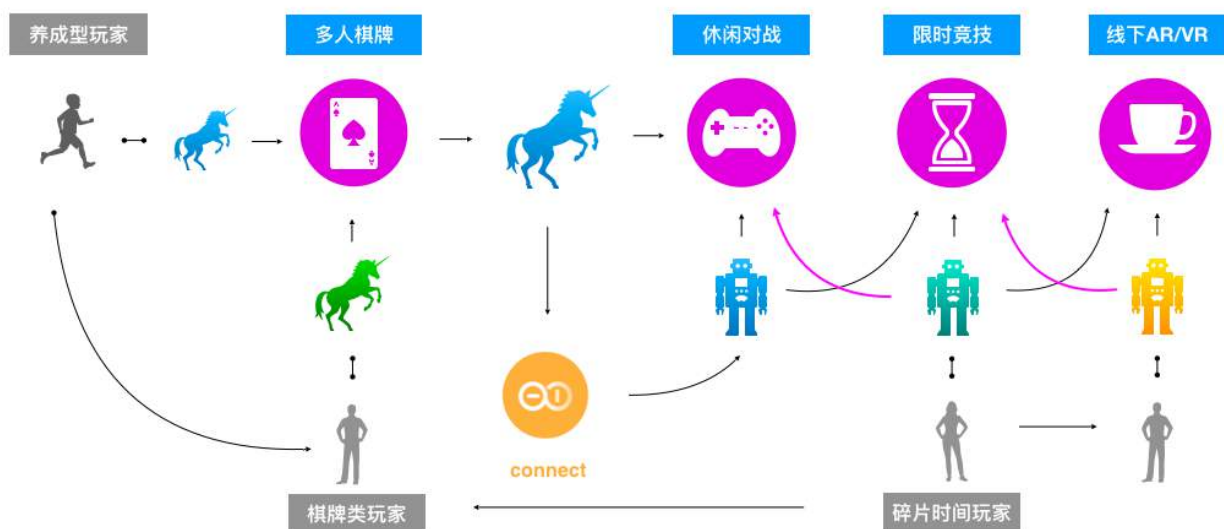 养成型玩家
多人棋牌
休闲对战
限时竞技
线下AR/VR
connect
棋牌类玩家
碎片时间玩家